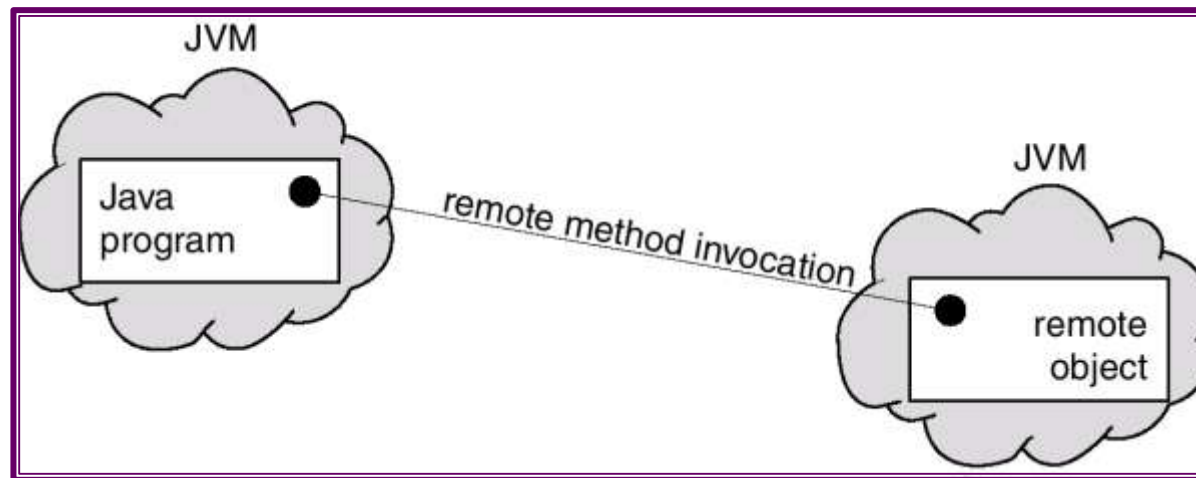 JVM
Java
program
remote method invocation
JVM
remote
object